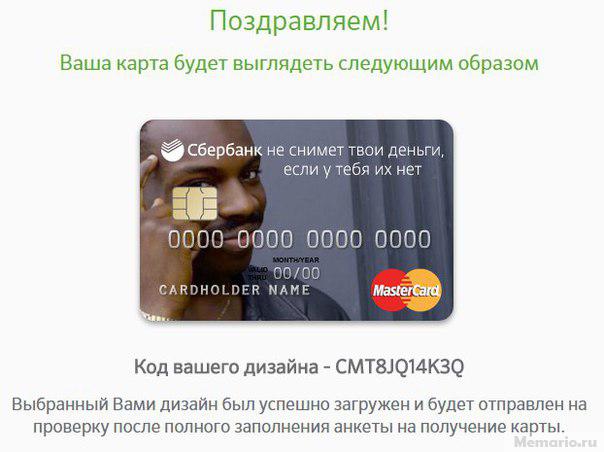 Поздравляем!
Ваша карта будет выглядеть следующим образом
Сбербанк не снимет твои деньги,
если у тебя их нет
0000 0000 0000 0000
MONTH/YEAR
VALID THRU 00/00
CARDHOLDER NAME
MasterCard
Код вашего дизайна - CMT8JQ14K3Q
Выбранный Вами дизайн был успешно загружен и будет отправлен на
проверку после полного заполнения анкеты на получение карты.
Memario.ru